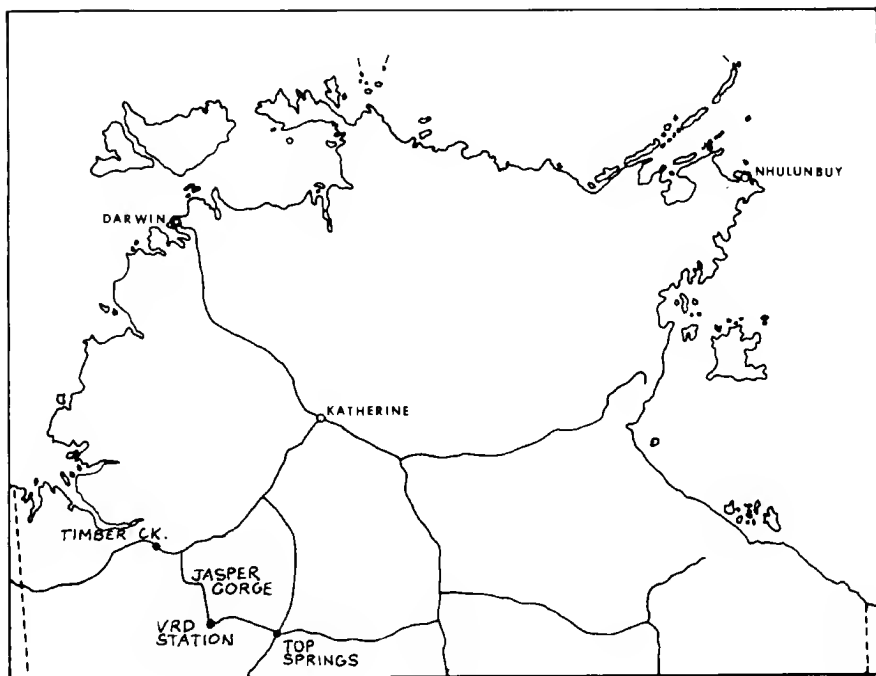 NHULUNBUY
DARWIN
KATHERINE
TIMBER CK.
JASPER
GORGE
VRD
STATION
TOP
SPRINGS